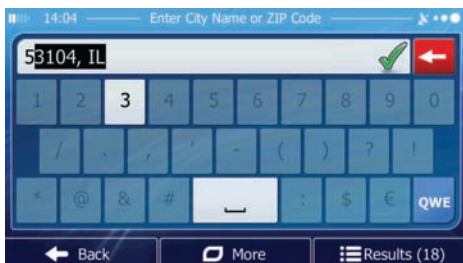 14:04 Enter City Name or ZIP Code
53104, IL
1 2 3 4 5 6 7 8 9 0
/ . , ' - ( ) ? !
* @ & # : $ € QWE
Back More Results (18)